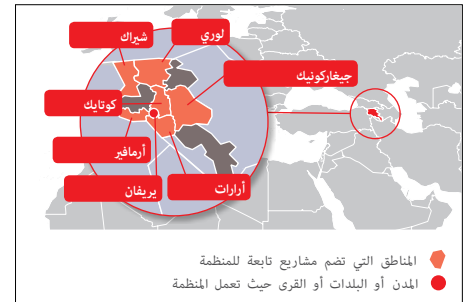 لوري
شيراك
جيغاركونيك
كوتايك
أرمافير
أرارات
يريفان
المناطق التي تضم مشاريع تابعة للمنظمة
المدن أو البلدات أو القرى حيث تعمل المنظمة